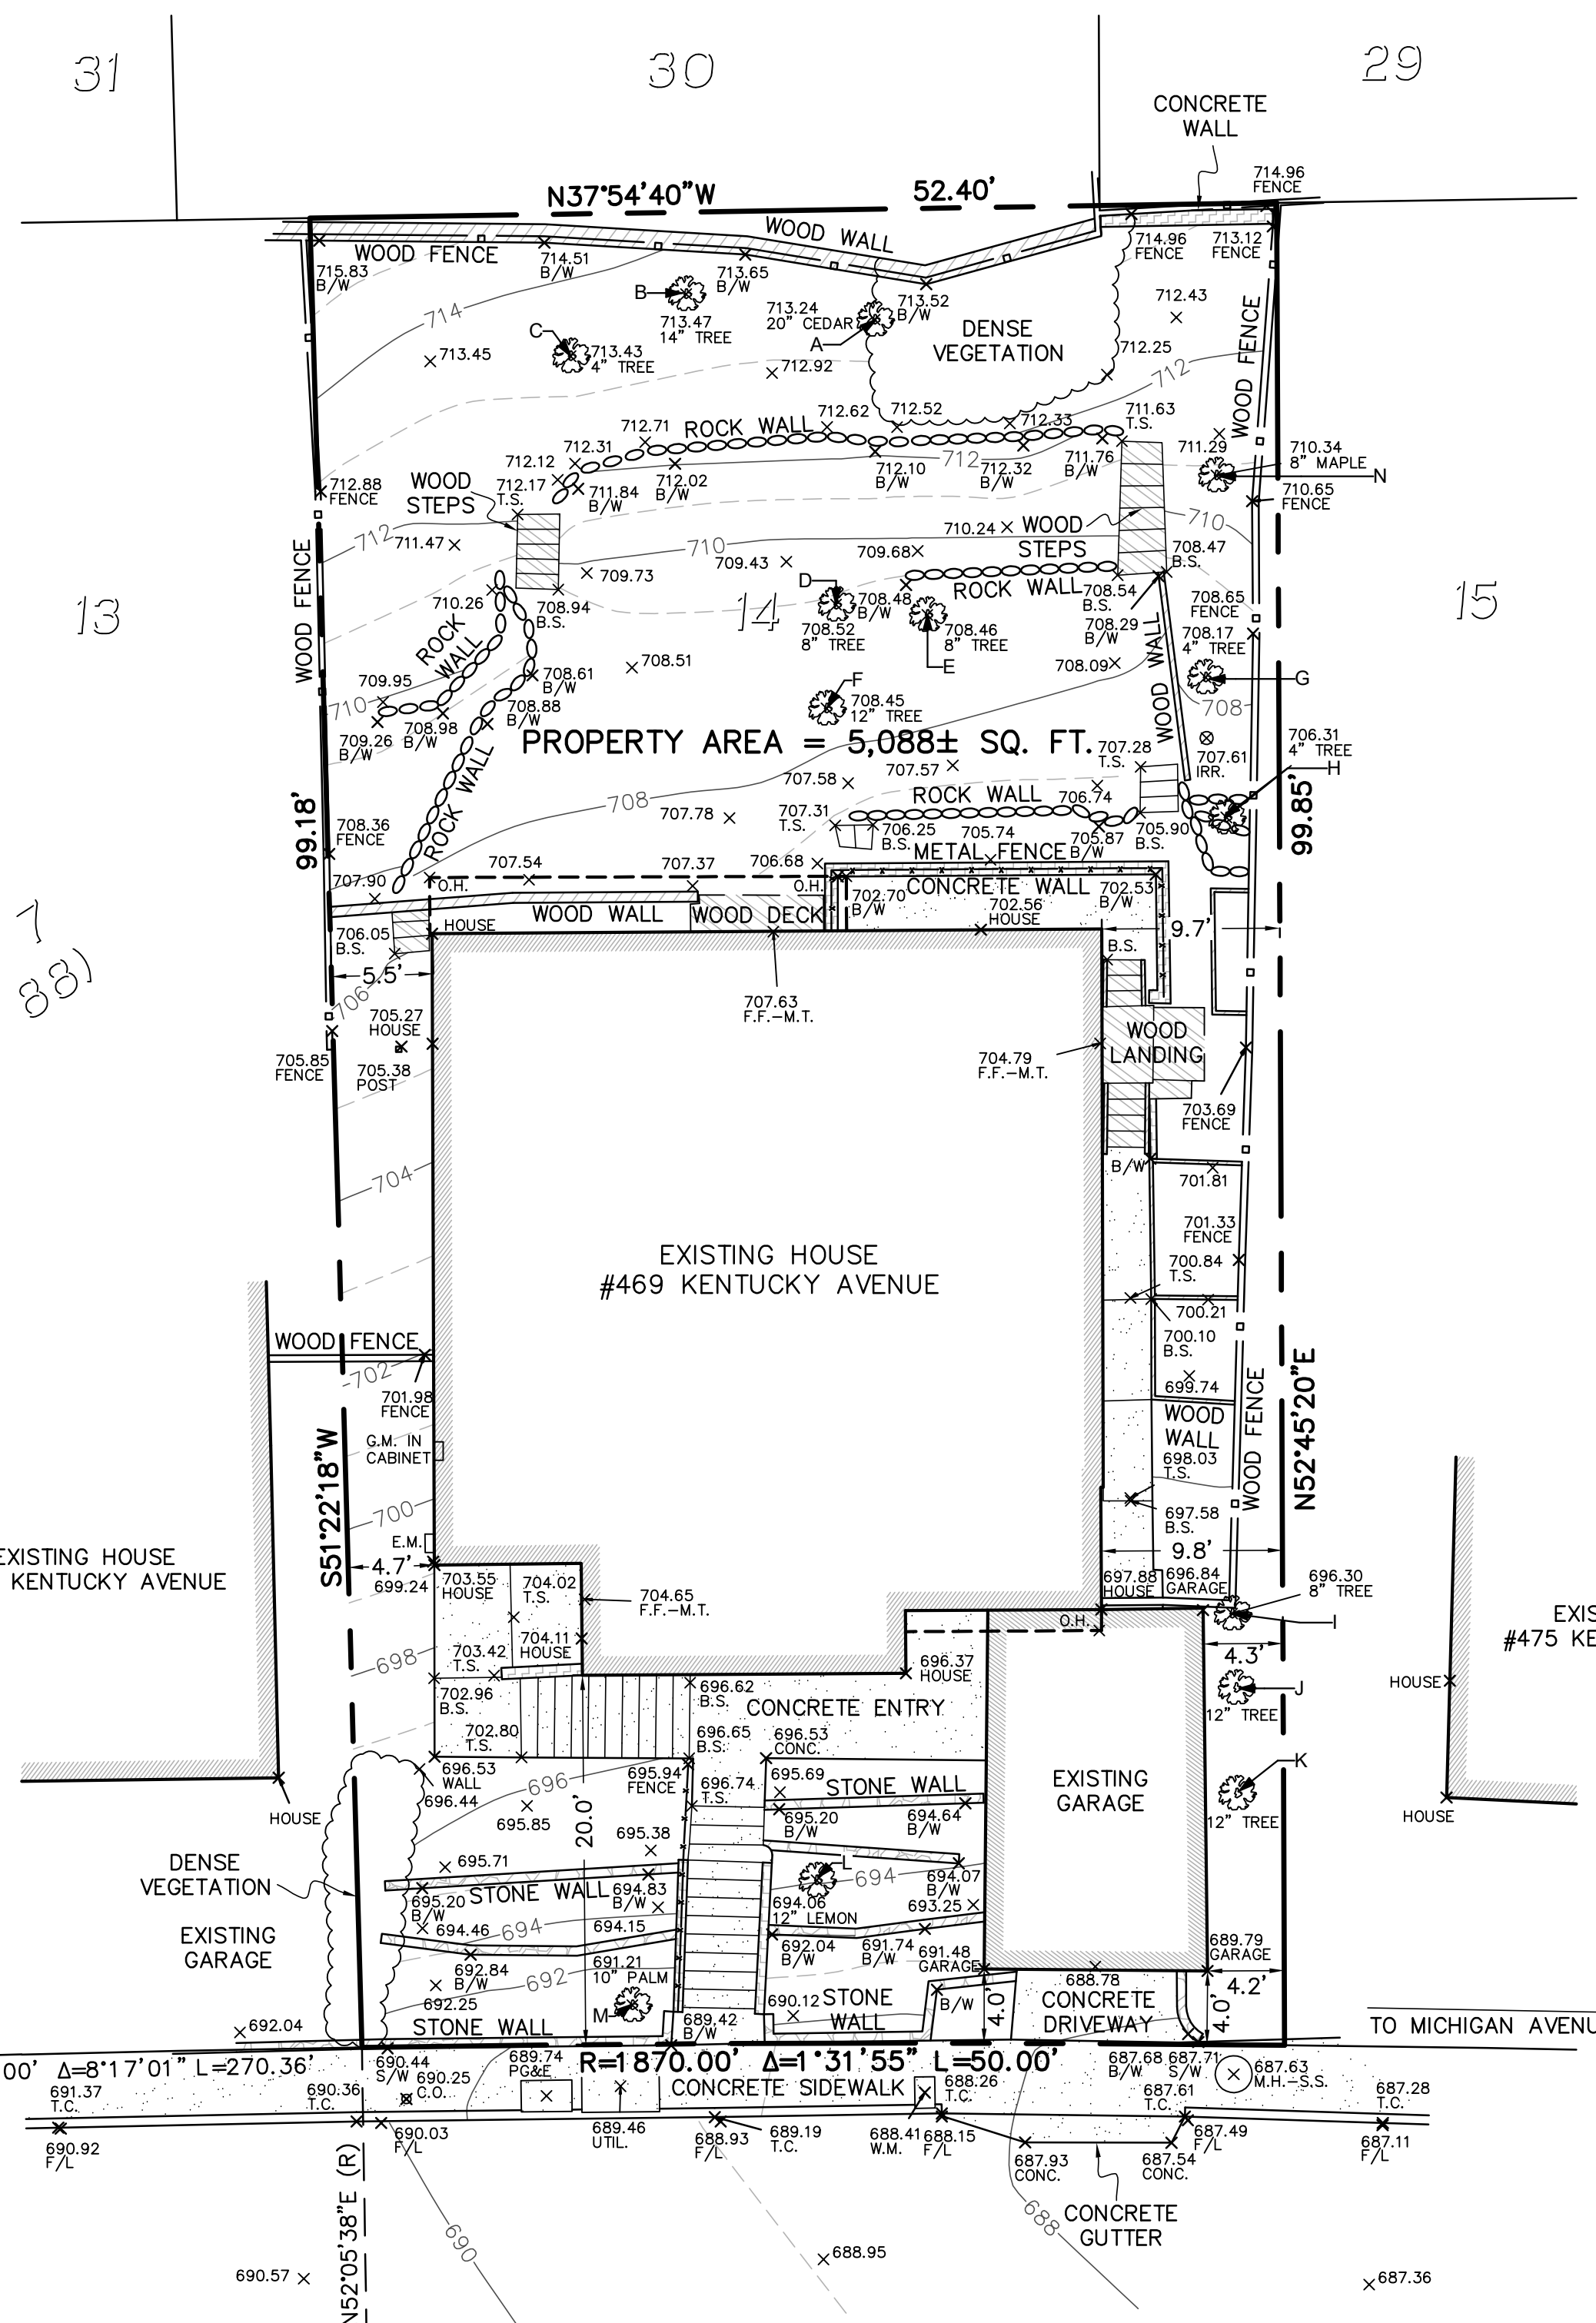 31
30
29
CONCRETE
WALL
714.96
FENCE
N37°54'40"W
52.40'
WOOD WALL
WOOD FENCE
715.83
B/W
714.51
B/W
713.65
B/W
714.96
FENCE
713.12
FENCE
B
713.47
14" TREE
713.24
20" CEDAR
A
713.52
B/W
DENSE
VEGETATION
712.43
WOOD FENCE
714
C
713.43
4" TREE
713.45
712.92
712.25
712
712.71
ROCK WALL
712.62
712.52
712.33
711.63
T.S.
712.31
712.12
712.17
T.S.
711.84
B/W
712.02
B/W
712
712.10
B/W
712.32
B/W
711.76
B/W
711.29
710.34
8" MAPLE
N
WOOD
STEPS
712.88
FENCE
710.65
FENCE
712
711.47
710
710.24
WOOD
STEPS
710
709.68
709.43
709.73
708.47
B.S.
WOOD FENCE
13
14
15
710.26
708.94
B.S.
D
708.52
8" TREE
708.48
B/W
ROCK WALL
708.54
B.S.
708.46
8" TREE
E
708.29
B/W
708.65
FENCE
708.17
4" TREE
G
ROCK
WALL
709.95
710
708.61
B/W
708.51
708.09
WOOD WALL
F
708.45
12" TREE
708
709.26
B/W
708.98
B/W
708.88
B/W
PROPERTY AREA = 5,088± SQ. FT.
707.28
T.S.
707.61
IRR.
706.31
4" TREE
H
ROCK WALL
707.58
707.57
706.74
708
707.78
ROCK WALL
707.31
T.S.
706.25
B.S.
705.74
705.87
B/W
705.90
B.S.
99.18'
99.85'
708.36
FENCE
METAL FENCE
707.54
707.37
706.68
707.90
O.H.
O.H.
CONCRETE WALL
702.70
B/W
702.56
HOUSE
702.53
B/W
WOOD WALL
WOOD DECK
HOUSE
706.05
B.S.
9.7'
B.S.
5.5'
7
88)
706
705.27
HOUSE
707.63
F.F.-M.T.
705.85
FENCE
705.38
POST
704.79
F.F.-M.T.
WOOD
LANDING
703.69
FENCE
B/W
701.81
704
701.33
FENCE
700.84
T.S.
EXISTING HOUSE
#469 KENTUCKY AVENUE
700.21
700.10
B.S.
WOOD FENCE
702
701.98
FENCE
699.74
WOOD
WALL
WOOD FENCE
N52°45'20"E
G.M. IN
CABINET
698.03
T.S.
S51°22'18"W
700
697.58
B.S.
E.M.
EXISTING HOUSE
KENTUCKY AVENUE
4.7'
699.24
703.55
HOUSE
704.02
T.S.
704.65
F.F.-M.T.
9.8'
697.88
HOUSE
696.84
GARAGE
696.30
8" TREE
I
O.H.
698
703.42
T.S.
704.11
HOUSE
696.37
HOUSE
4.3'
#475 KE
HOUSE
702.96
B.S.
696.62
B.S.
CONCRETE ENTRY
J
12" TREE
702.80
T.S.
696.65
B.S.
696.53
CONC.
696.53
WALL
696
695.94
FENCE
696.74
T.S.
695.69
STONE WALL
EXISTING
GARAGE
K
12" TREE
HOUSE
HOUSE
696.44
695.85
20.0'
695.20
B/W
694.64
B/W
695.38
DENSE
VEGETATION
695.71
L
694
694.07
B/W
STONE WALL
694.83
B/W
695.20
B/W
694.06
12" LEMON
693.25
EXISTING
GARAGE
694.46
694
694.15
692.04
B/W
691.74
B/W
691.48
GARAGE
689.79
GARAGE
692.84
B/W
692
691.21
10" PALM
688.78
4.2'
692.25
M
690.12
STONE
WALL
B/W
4.0'
CONCRETE
DRIVEWAY
4.0'
692.04
STONE WALL
689.42
B/W
TO MICHIGAN AVENU
00' Δ=8°17'01" L=270.36'
690.44
S/W
689.74
PG&E
R=1870.00' Δ=1°31'55" L=50.00'
687.68
B/W
687.71
S/W
687.63
M.H.-S.S.
691.37
T.C.
690.36
T.C.
690.25
C.O.
CONCRETE SIDEWALK
688.26
T.C.
687.61
T.C.
687.28
T.C.
690.92
F/L
690.03
F/L
689.46
UTIL.
688.93
F/L
689.19
T.C.
688.41
W.M.
688.15
F/L
687.93
CONC.
687.54
CONC.
687.49
F/L
687.11
F/L
N52°05'38"E (R)
CONCRETE
GUTTER
690
688
688.95
690.57
687.36